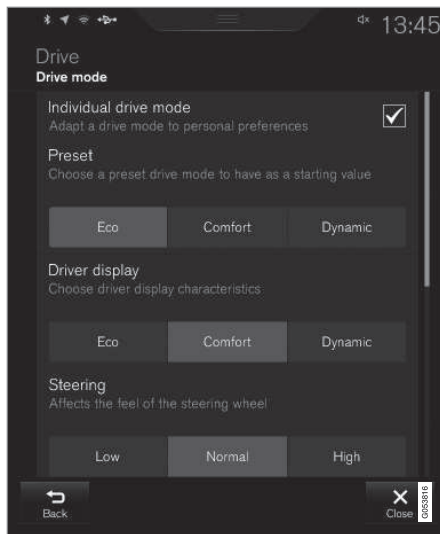 13:45
Drive
Drive mode
Individual drive mode
Adapt a drive mode to personal preferences
Preset
Choose a preset drive mode to have as a starting value
Eco Comfort Dynamic
Driver display
Choose driver display characteristics
Eco Comfort Dynamic
Steering
Affects the feel of the steering wheel
Low Normal High
Back Close
G053816